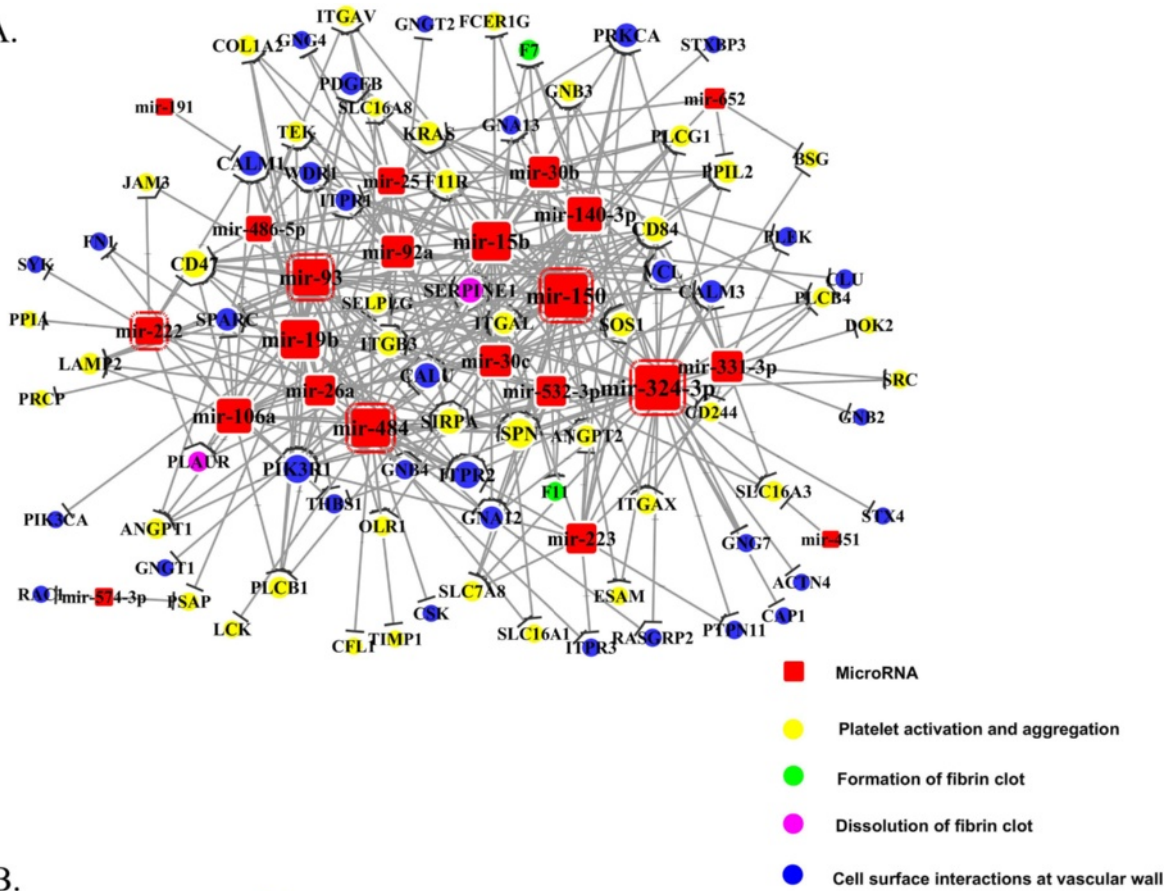 A.
ITGAV
GNGT2
FCER1G
COL1A2
GNG4
F7
PRKCA
STXBP3
PDGFB
GNB3
mir-191
SLC16A8
mir-652
TEK
KRAS
GNA13
PLCG1
CALM1
WDR1
BSG
JAM3
mir-25
F11R
mir-30b
PPIL2
ITPR1
mir-140-3p
mir-486-5p
CD84
FN1
mir-15b
PLEK
SYK
CD47
mir-92a
mir-93
VCL
CLU
SERPINE1
mir-150
CALM3
PLCB4
SELPLG
PPIA
mir-222
SPARC
ITGAL
SOS1
DOK2
mir-19b
ITGB3
LAMP2
mir-30c
mir-331-3p
CALU
SRC
PRCP
mir-26a
mir-532-3p
mir-324-3p
mir-106a
CD244
GNB2
mir-484
SIRPA
SPN
ANGPT2
PLAUR
PIK3R1
GNB4
ITPR2
F11
SLC16A3
THBS1
ITGAX
PIK3CA
ANGPT1
OLR1
GNA12
STX4
mir-223
GNG7
mir-451
GNGT1
PLCB1
ACTN4
RAC1
mir-574-3p
PSAP
SLC7A8
ESAM
CSK
CAP1
LCK
TIMP1
CFL1
SLC16A1
ITPR3
RASGRP2
PTPN11
MicroRNA
Platelet activation and aggregation
Formation of fibrin clot
Dissolution of fibrin clot
Cell surface interactions at vascular wall
B.